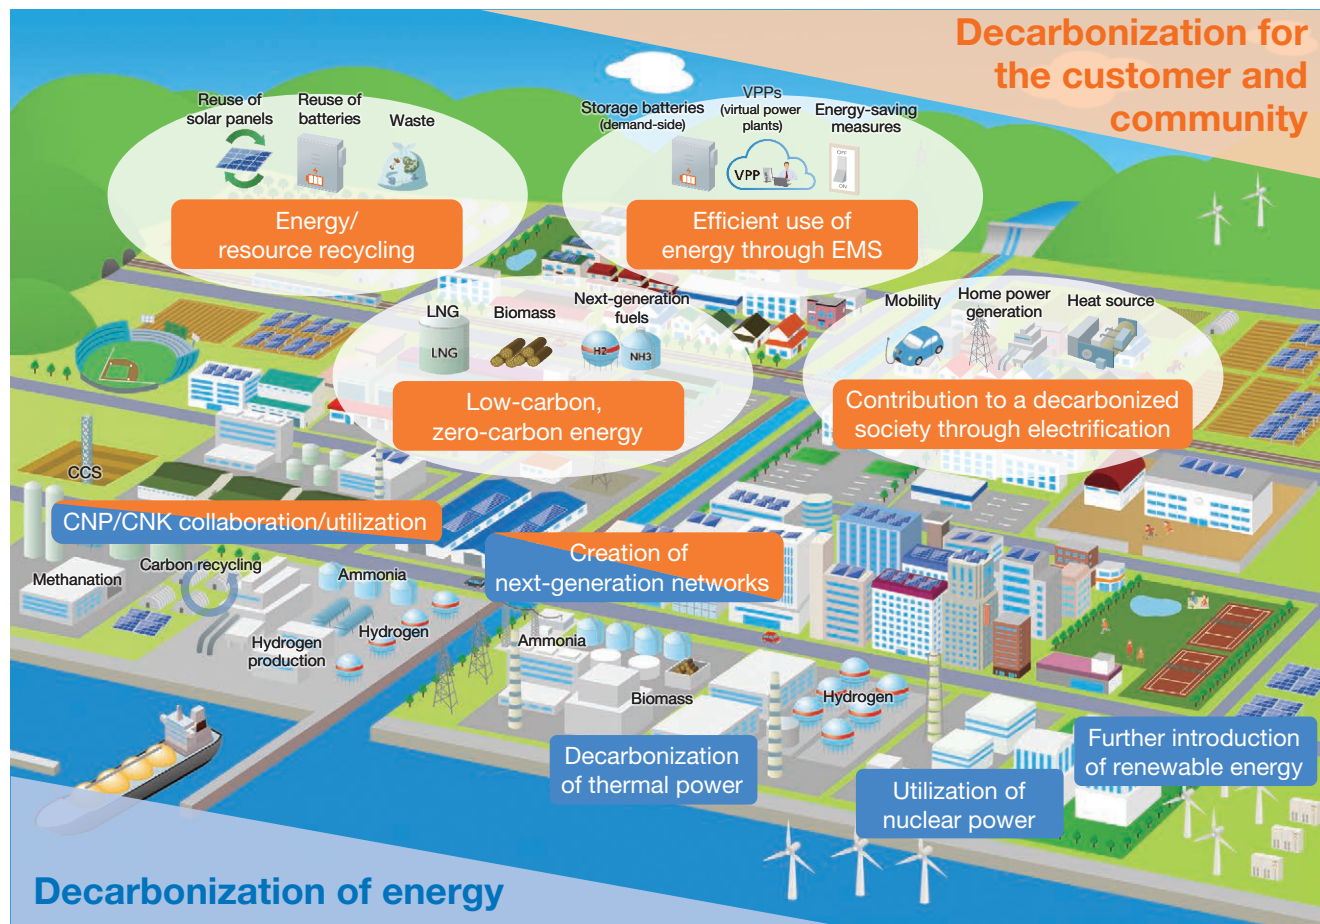 Decarbonization for
the customer and
community
Reuse of
solar panels
Reuse of
batteries
Waste
Energy/
resource recycling
Storage batteries
(demand-side)
VPPs
(virtual power
plants)
VPP
Energy-saving
measures
OFF
ON
Efficient use of
energy through EMS
LNG
LNG
Biomass
Next-generation
fuels
H2
NH3
Low-carbon,
zero-carbon energy
Mobility
Home power
generation
Heat source
Contribution to a decarbonized
society through electrification
CCS
CNP/CNK collaboration/utilization
Creation of
next-generation networks
Methanation
Carbon recycling
Ammonia
Hydrogen
Hydrogen
production
Ammonia
Biomass
Hydrogen
Decarbonization
of thermal power
Utilization of
nuclear power
Further introduction
of renewable energy
Decarbonization of energy